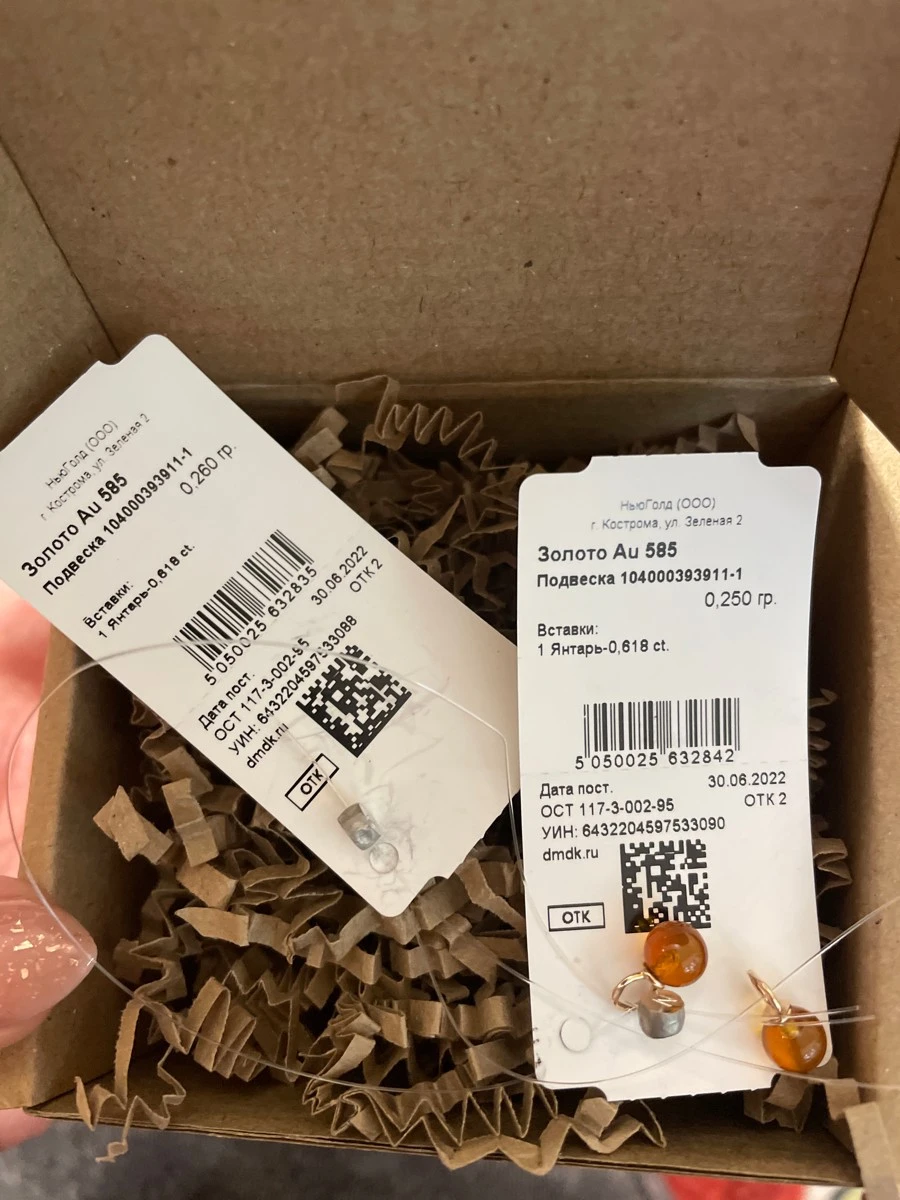 НьюГолд (ООО)
г. Кострома, ул. Зеленая 2
Золото Au 585
Подвеска 104000393911-1
0,260 гр.
Вставки:
1 Янтарь-0,618 ct.
5 050025 632835
Дата пост.
30.06.2022
ОСТ 117-3-002-95
ОТК 2
УИН: 6432204597533088
dmdk.ru
ОТК
НьюГолд (ООО)
г. Кострома, ул. Зеленая 2
Золото Au 585
Подвеска 104000393911-1
0,250 гр.
Вставки:
1 Янтарь-0,618 ct.
5 050025 632842
Дата пост.
30.06.2022
ОСТ 117-3-002-95
ОТК 2
УИН: 6432204597533090
dmdk.ru
ОТК